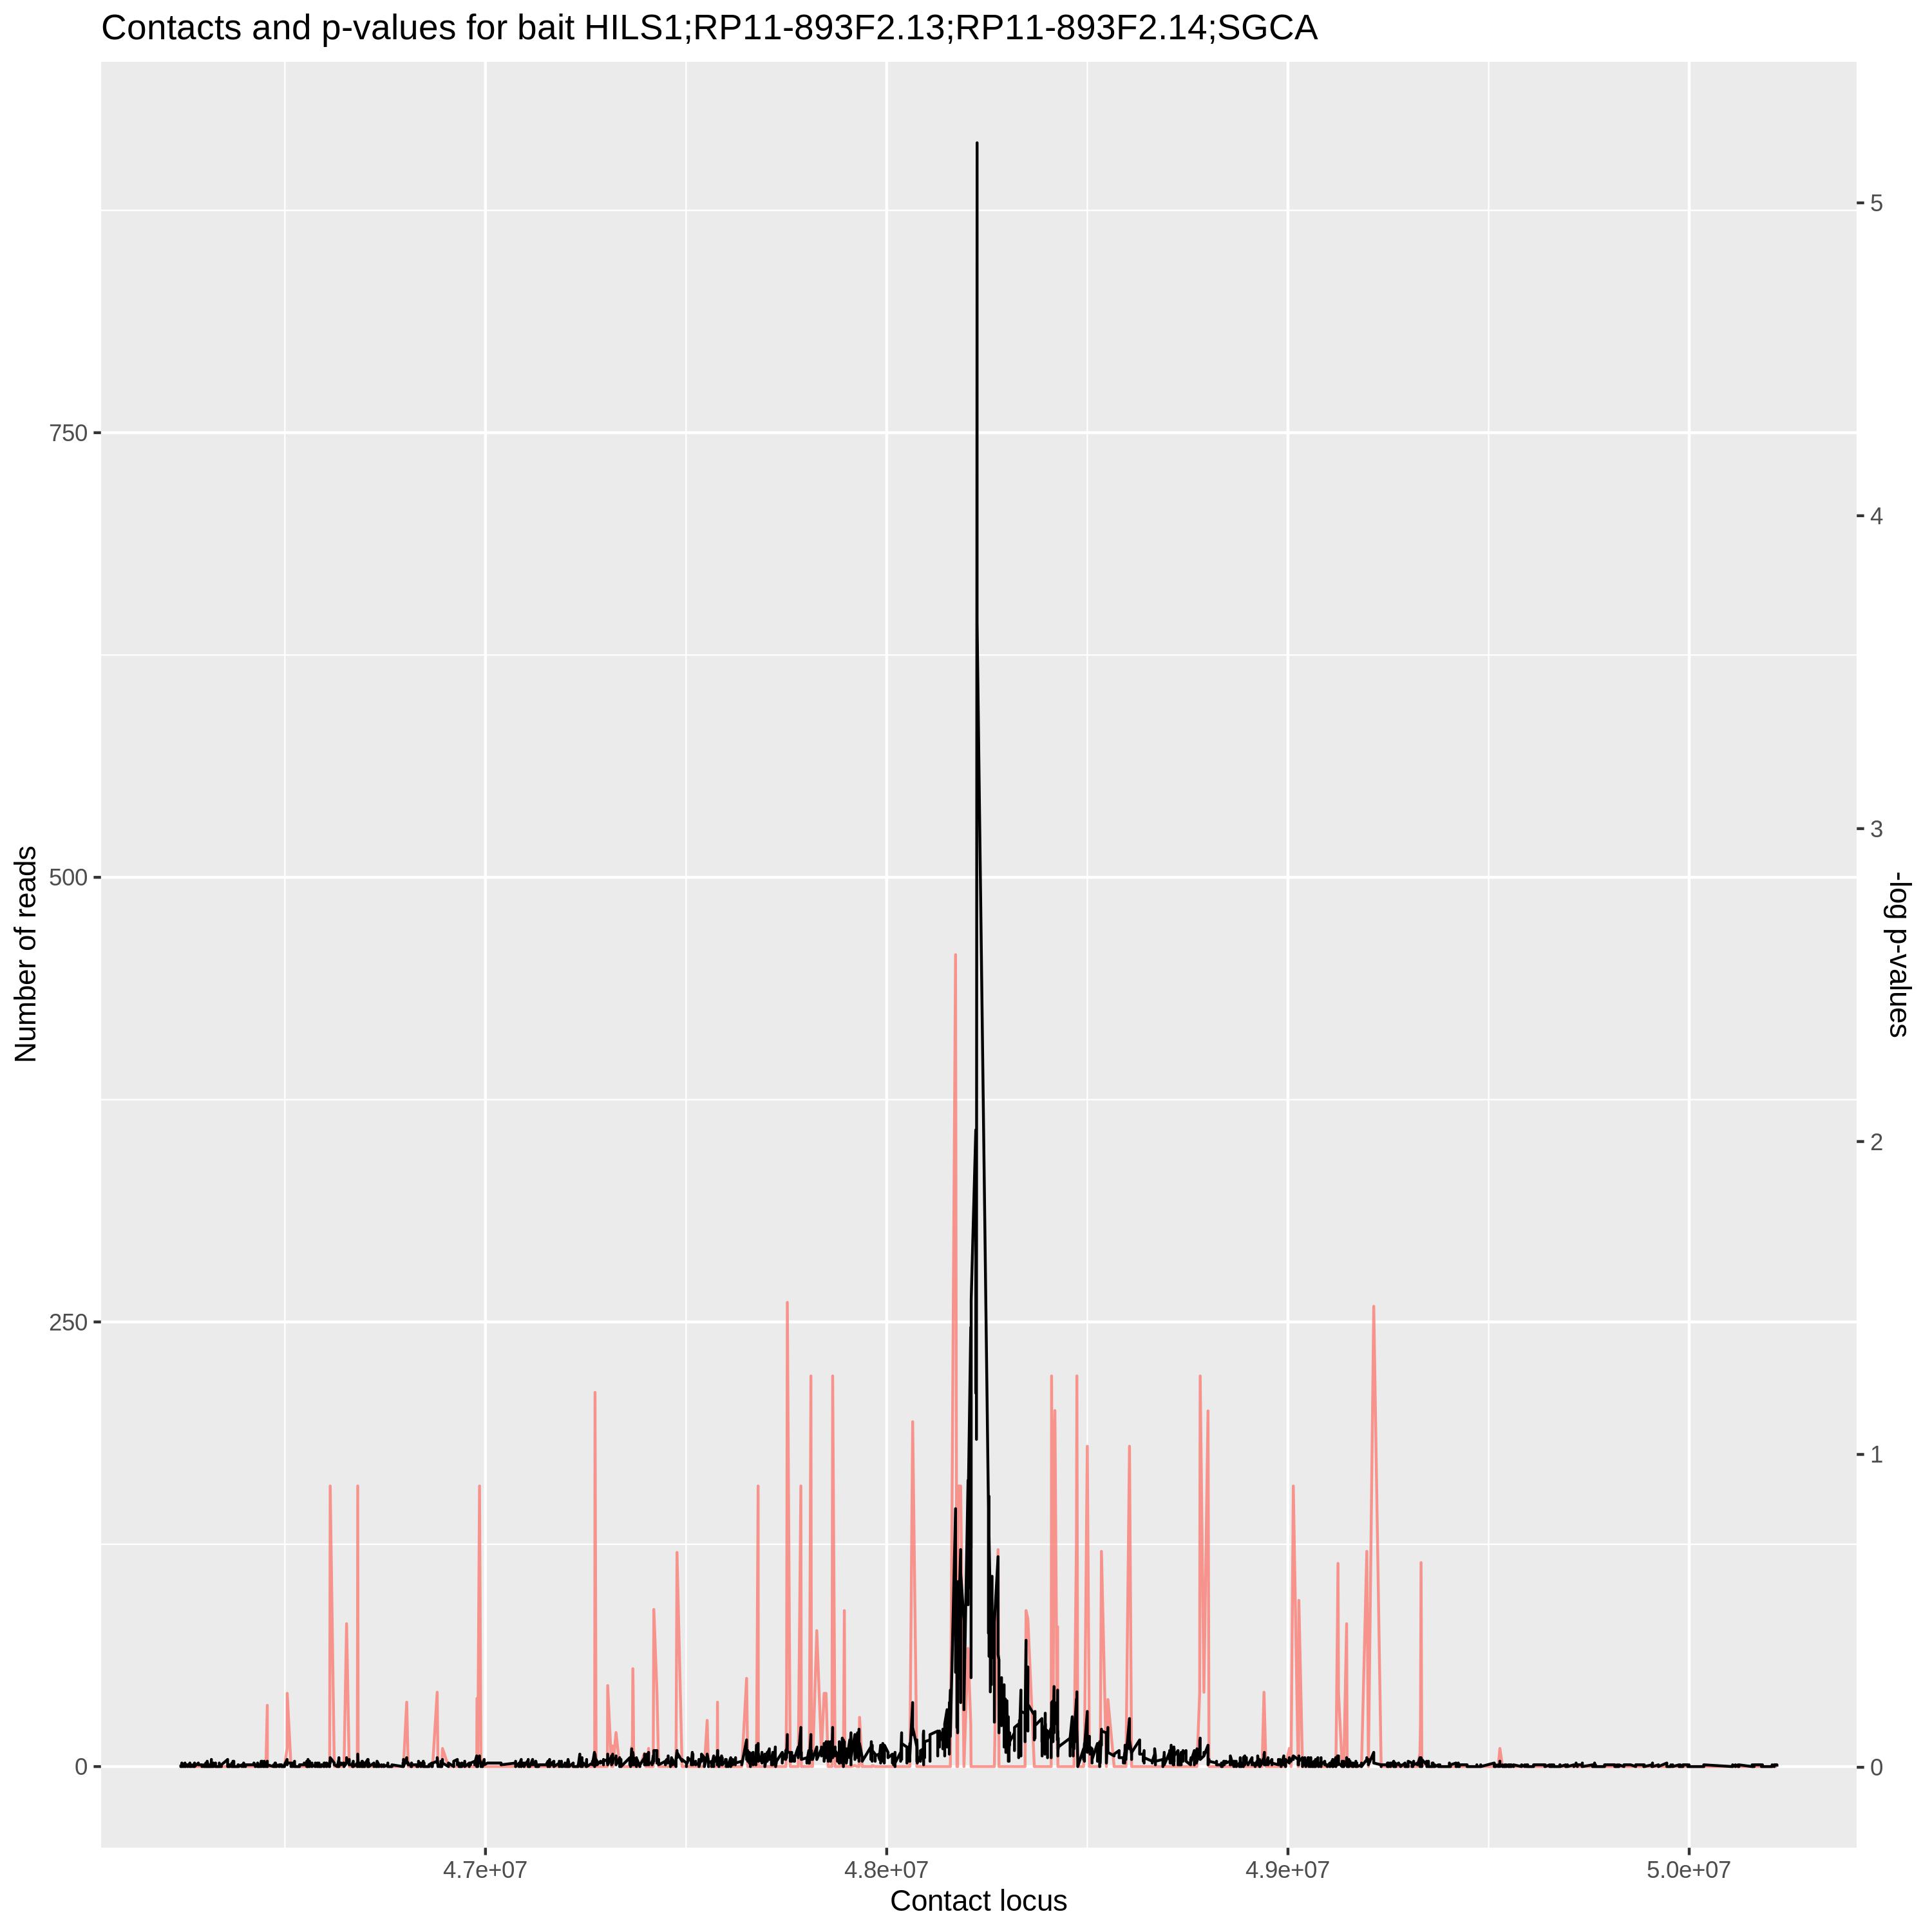 Contacts and p-values for bait HILS1;RP11-893F2.13;RP11-893F2.14;SGCA
Number of reads
750
500
250
0
5
4
3
2
1
0
-log p-values
4.7e+07
4.8e+07
4.9e+07
5.0e+07
Contact locus